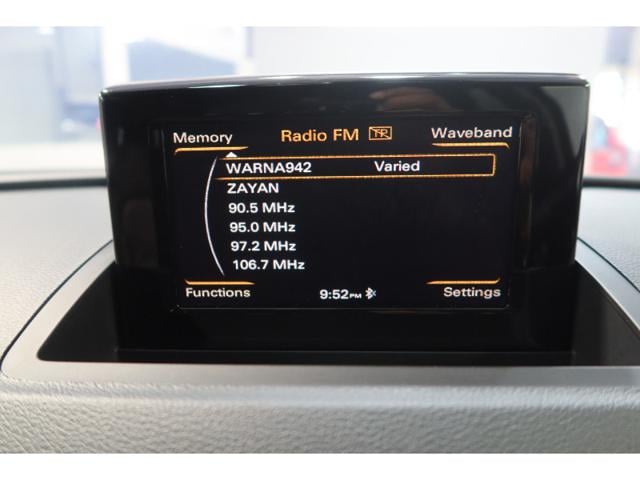 Memory Radio FM TP Waveband
WARNA942 Varied
ZAYAN
90.5 MHz
95.0 MHz
97.2 MHz
106.7 MHz
Functions 9:52PM Settings